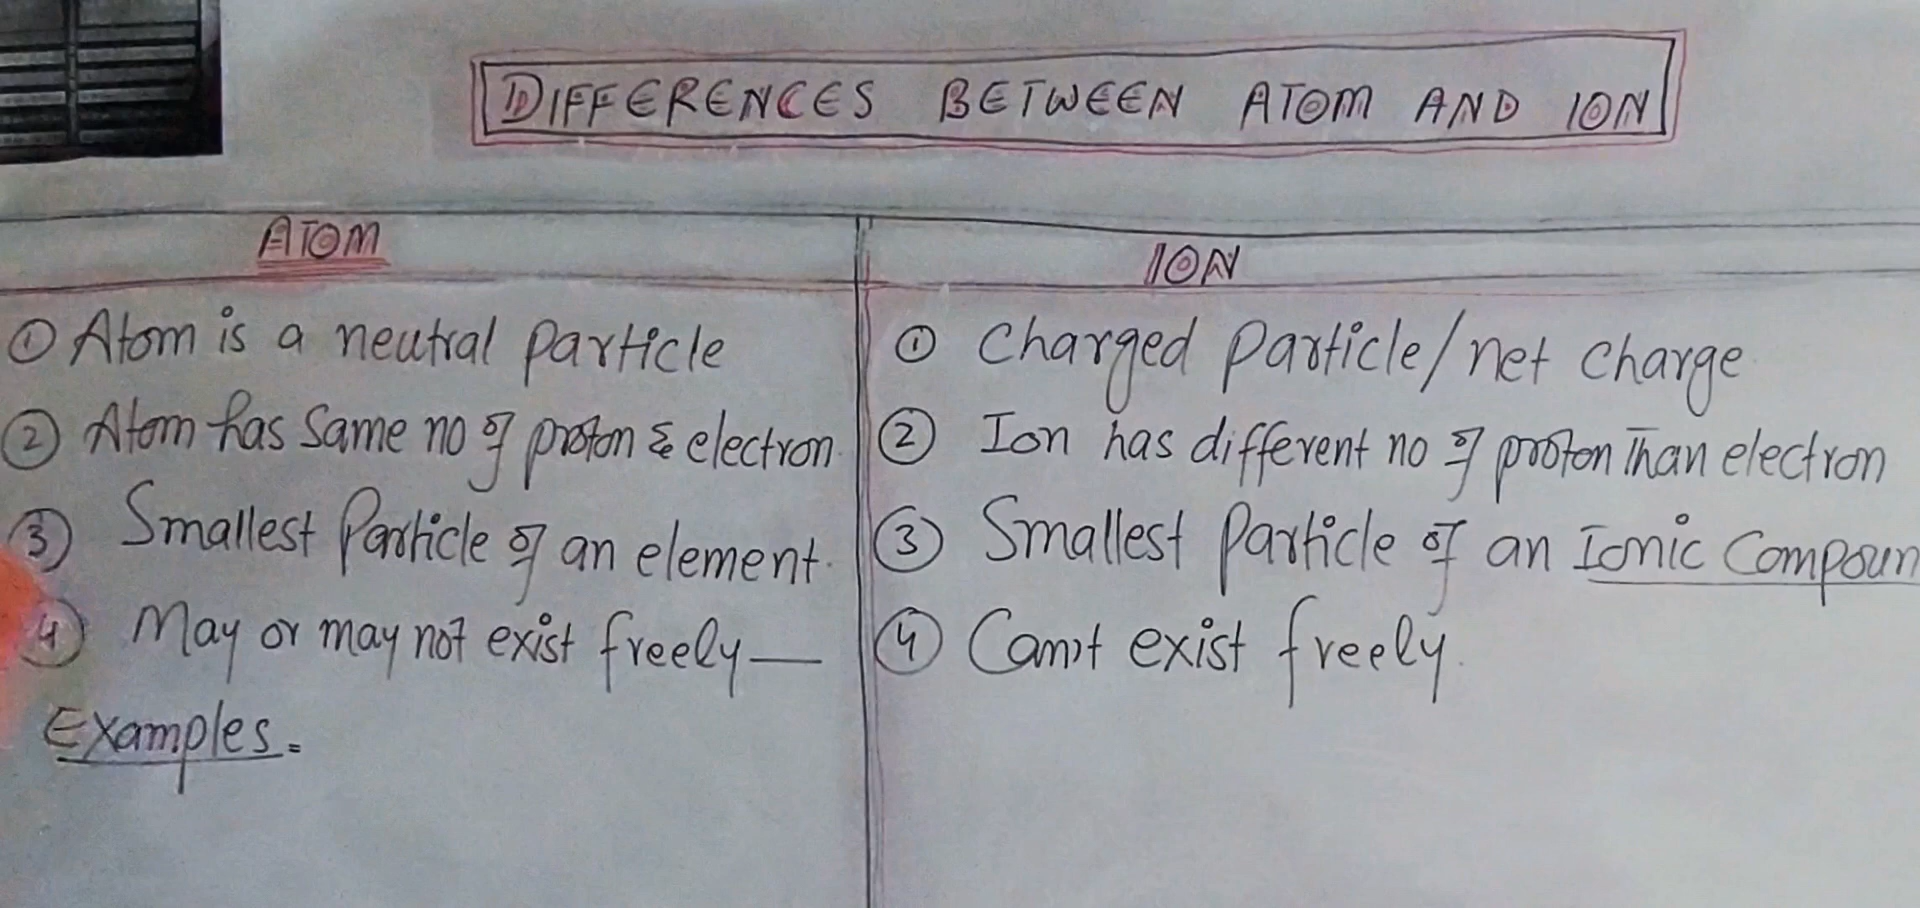 DIFFERENCES BETWEEN ATOM AND ION
ATOM
① Atom is a neutral particle
② Atom has same no of proton & electron.
③ Smallest Particle of an element.
④ May or may not exist freely—
Examples.=
ION
① Charged particle/net charge
② Ion has different no of proton than electron
③ Smallest particle of an Ionic Compoun
④ Can't exist freely.